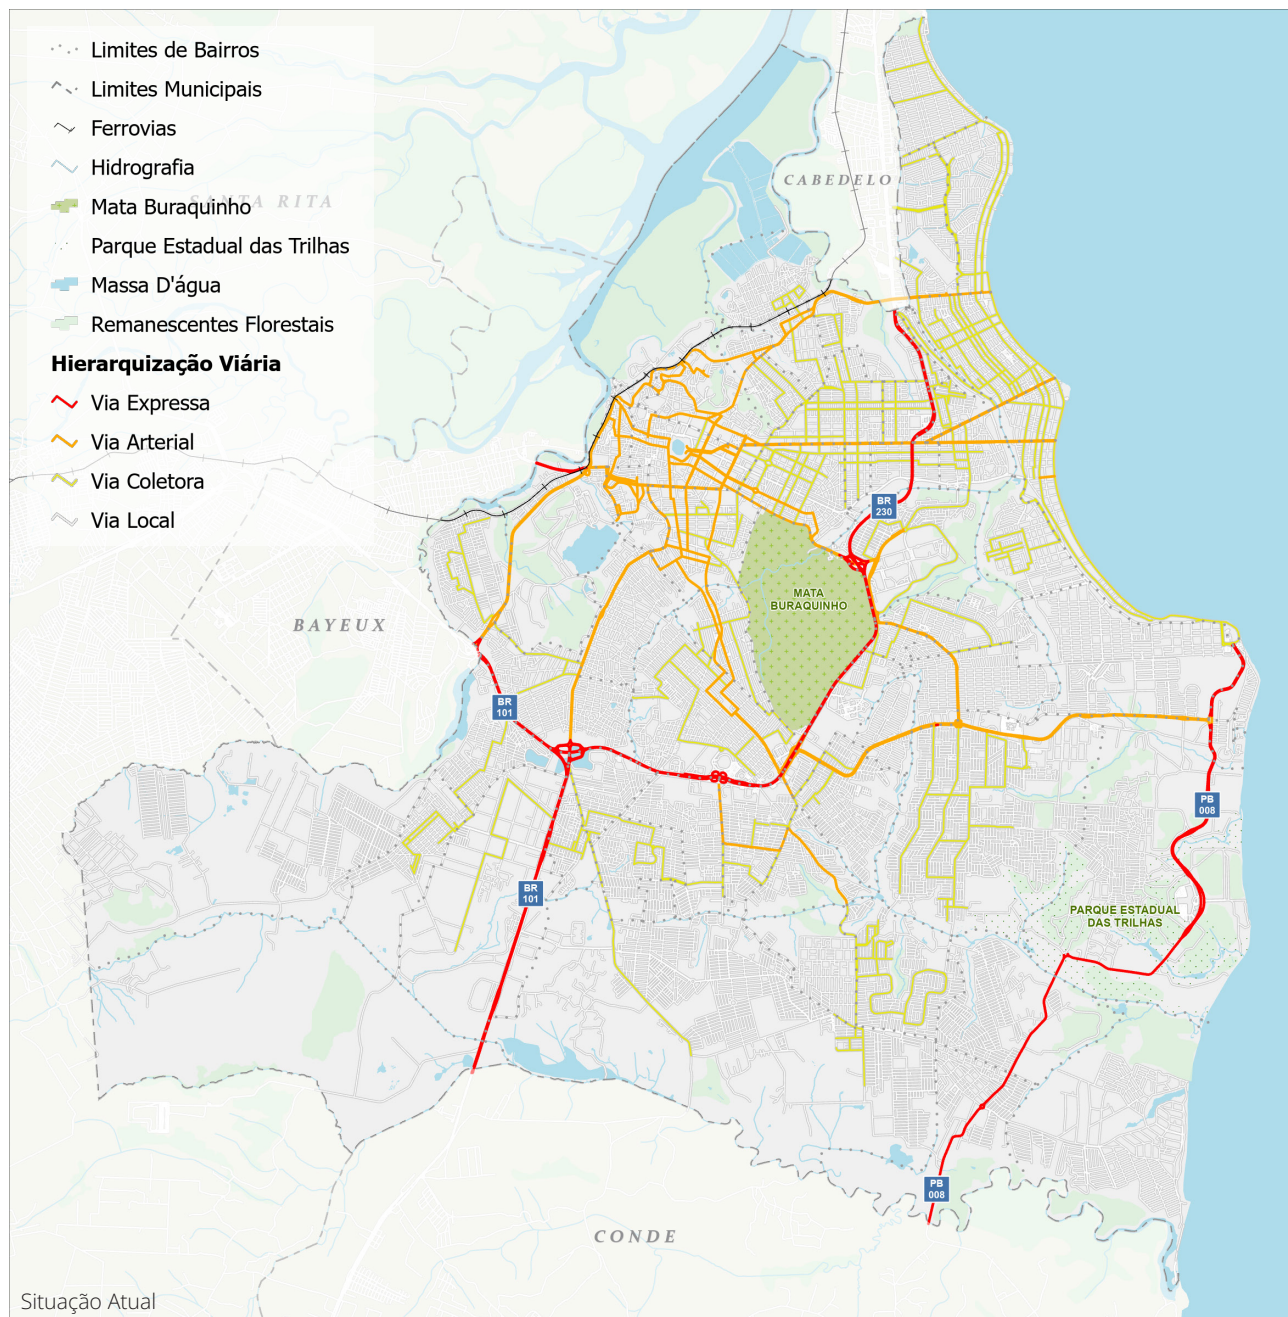 Limites de Bairros
Limites Municipais
Ferrovias
Hidrografia
SANTA RITA
Mata Buraquinho
Parque Estadual das Trilhas
Massa D'água
Remanescentes Florestais
Hierarquização Viária
Via Expressa
Via Arterial
Via Coletora
Via Local
CABEDELO
BR
230
MATA
BURAQUINHO
BAYEUX
BR
101
PB
008
BR
101
PARQUE ESTADUAL
DAS TRILHAS
PB
008
CONDE
Situação Atual